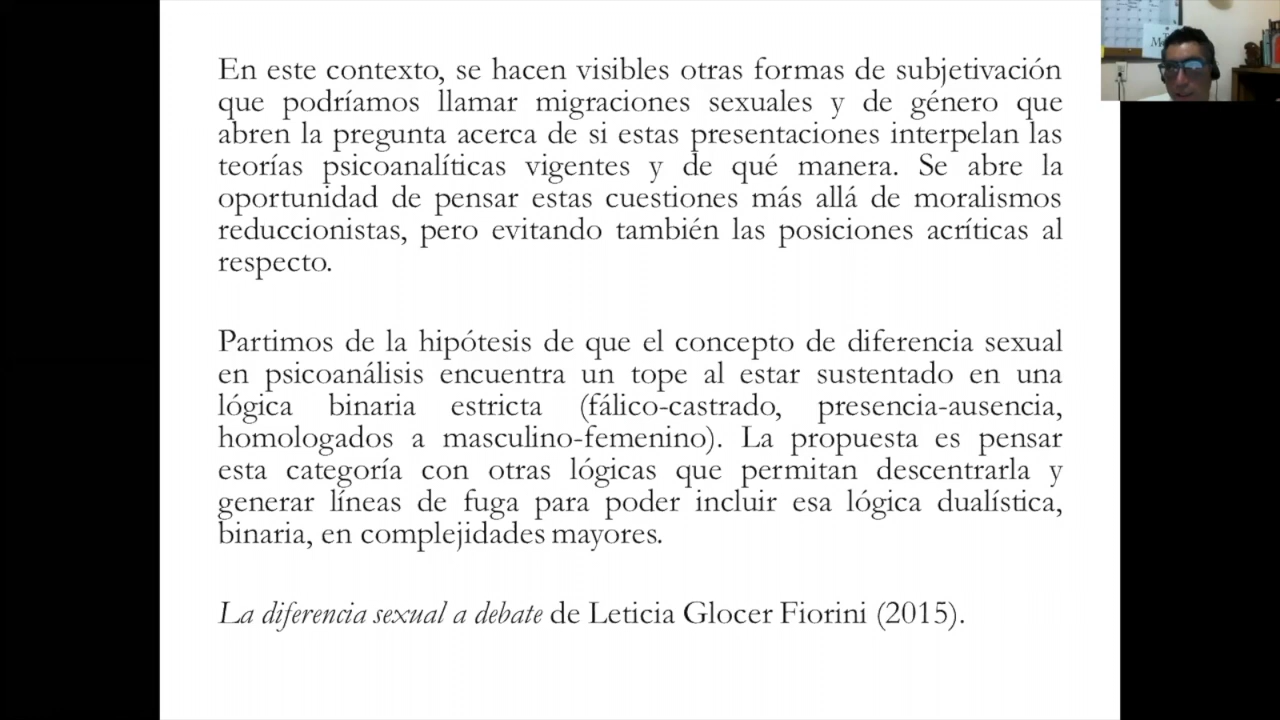 En este contexto, se hacen visibles otras formas de subjetivación
que podríamos llamar migraciones sexuales y de género que
abren la pregunta acerca de si estas presentaciones interpelan las
teorías psicoanalíticas vigentes y de qué manera. Se abre la
oportunidad de pensar estas cuestiones más allá de moralismos
reduccionistas, pero evitando también las posiciones acríticas al
respecto.
Partimos de la hipótesis de que el concepto de diferencia sexual
en psicoanálisis encuentra un tope al estar sustentado en una
lógica binaria estricta (fálico-castrado, presencia-ausencia,
homologados a masculino-femenino). La propuesta es pensar
esta categoría con otras lógicas que permitan descentrarla y
generar líneas de fuga para poder incluir esa lógica dualística,
binaria, en complejidades mayores.
La diferencia sexual a debate de Leticia Glocer Fiorini (2015).